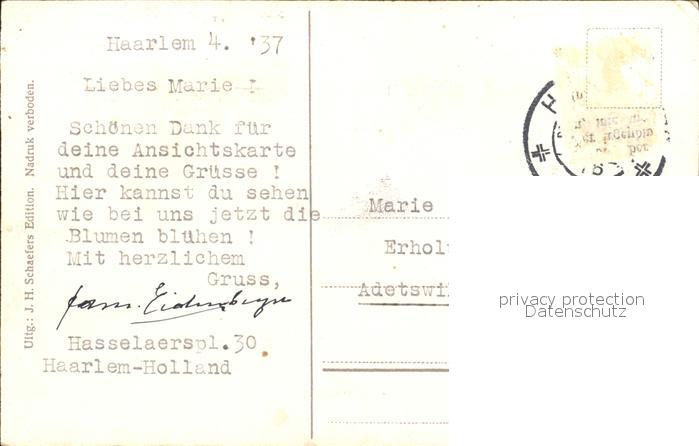 Haarlem 4. '37
Liebes Marie !
Schönen Dank für
deine Ansichtskarte
und deine Grüsse !
Hier kannst du sehen
wie bei uns jetzt die
Blumen blühen !
Mit herzlichem
Gruss,
Hasselaerspl.30.
Haarlem-Holland
Uitg.: J. H. Schaefers Edition. Nadruk verboden.
Marie
Erhol
Adetswi
privacy protection
Datenschutz